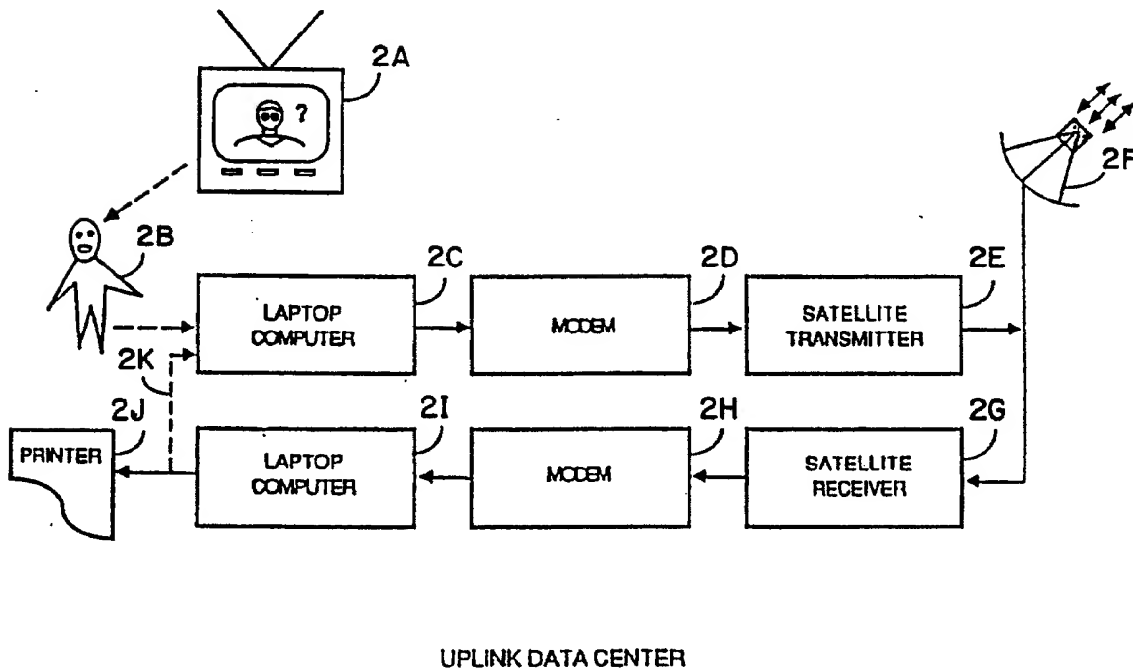 2A
?
2F
2B
2C
2D
2E
LAPTOP
COMPUTER
MODEM
SATELLITE
TRANSMITTER
2K
2J
2I
2H
2G
PRINTER
LAPTOP
COMPUTER
MODEM
SATELLITE
RECEIVER
UPLINK DATA CENTER